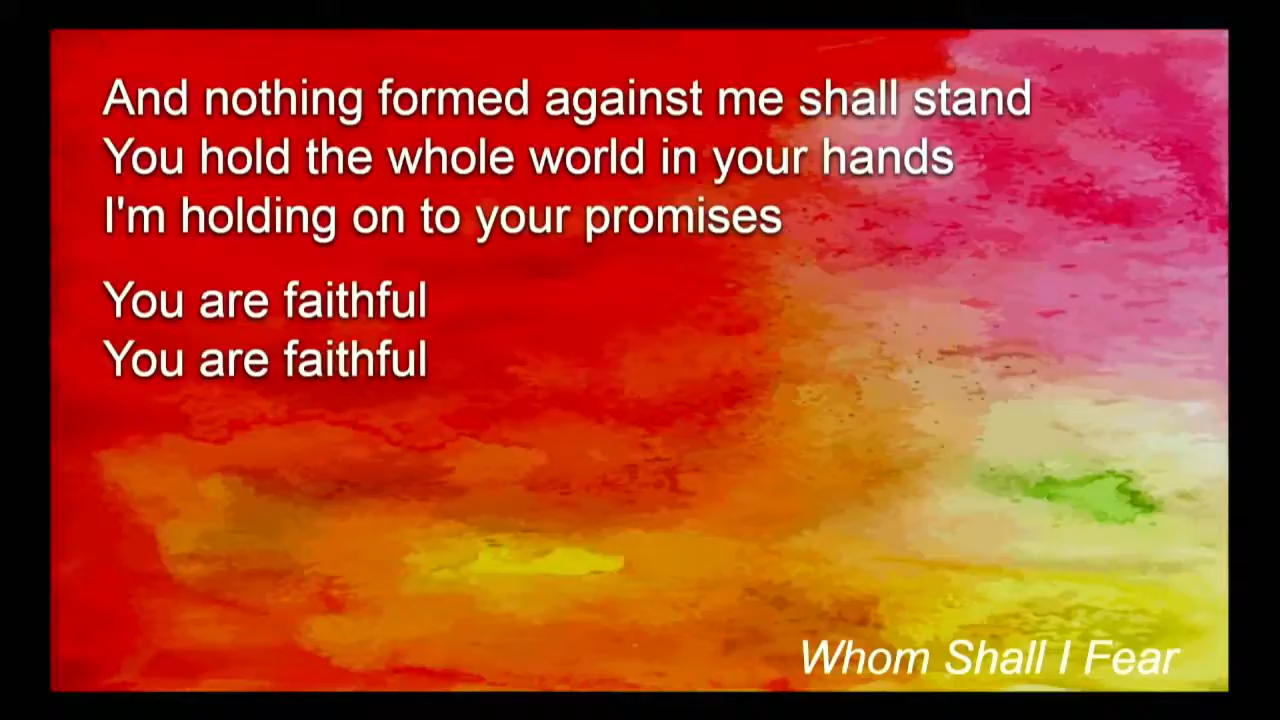 And nothing formed against me shall stand
You hold the whole world in your hands
I'm holding on to your promises
You are faithful
You are faithful
Whom Shall I Fear